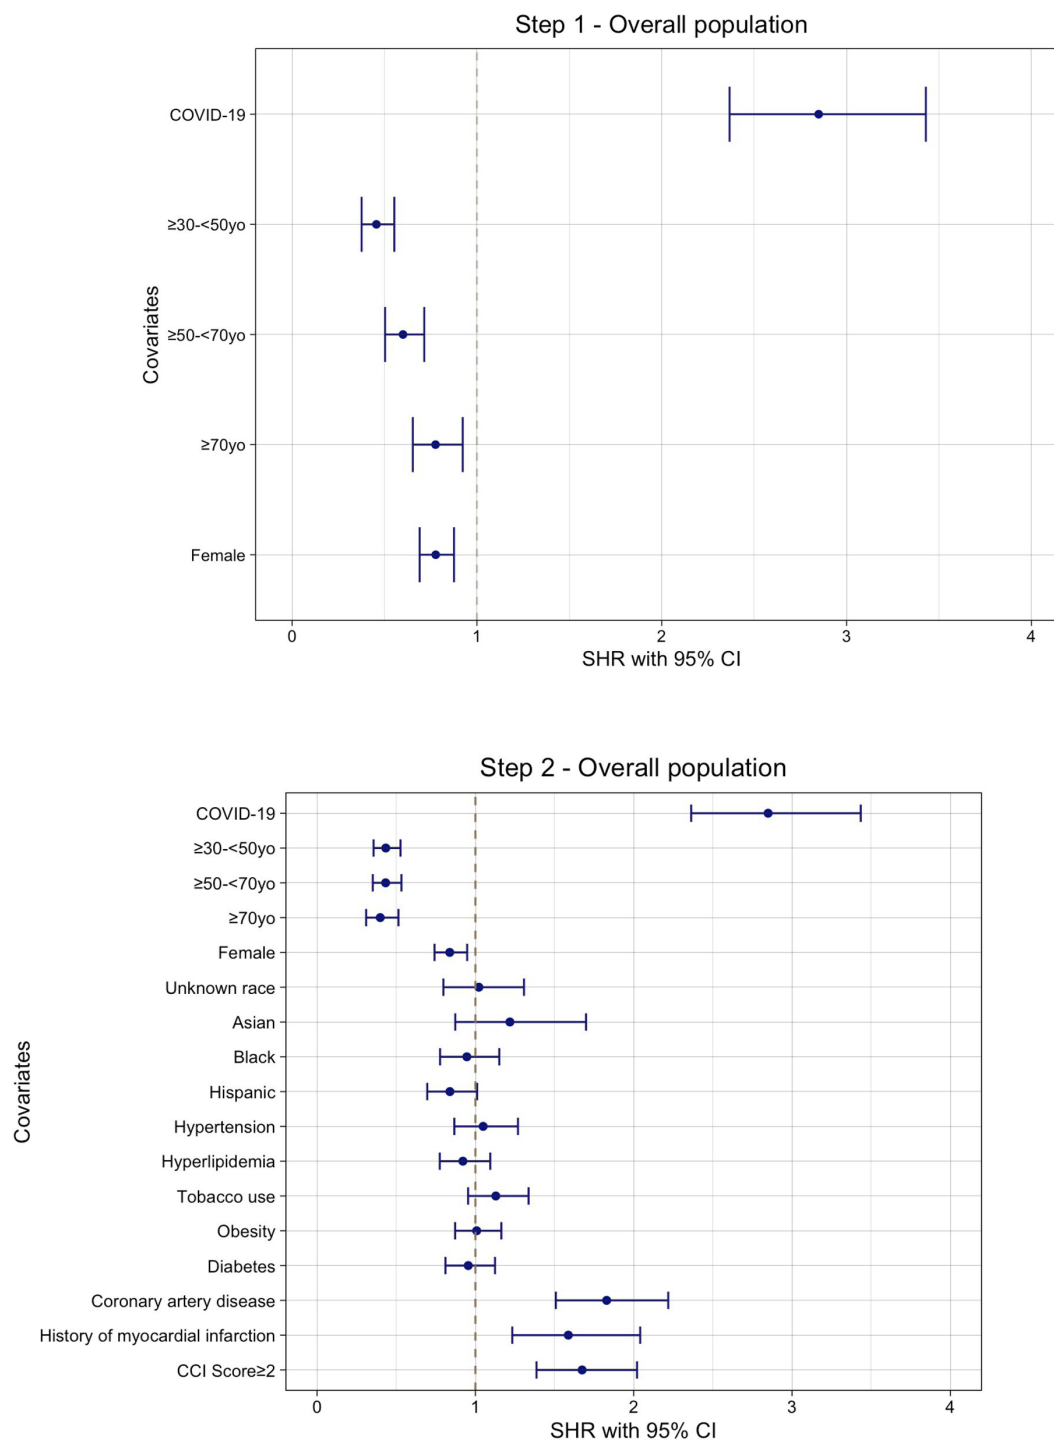 Step 1 - Overall population
COVID-19
≥30-<50yo
≥50-<70yo
≥70yo
Female
Covariates
0 1 2 3 4
SHR with 95% CI
Step 2 - Overall population
COVID-19
≥30-<50yo
≥50-<70yo
≥70yo
Female
Unknown race
Asian
Black
Hispanic
Hypertension
Hyperlipidemia
Tobacco use
Obesity
Diabetes
Coronary artery disease
History of myocardial infarction
CCI Score≥2
Covariates
0 1 2 3 4
SHR with 95% CI